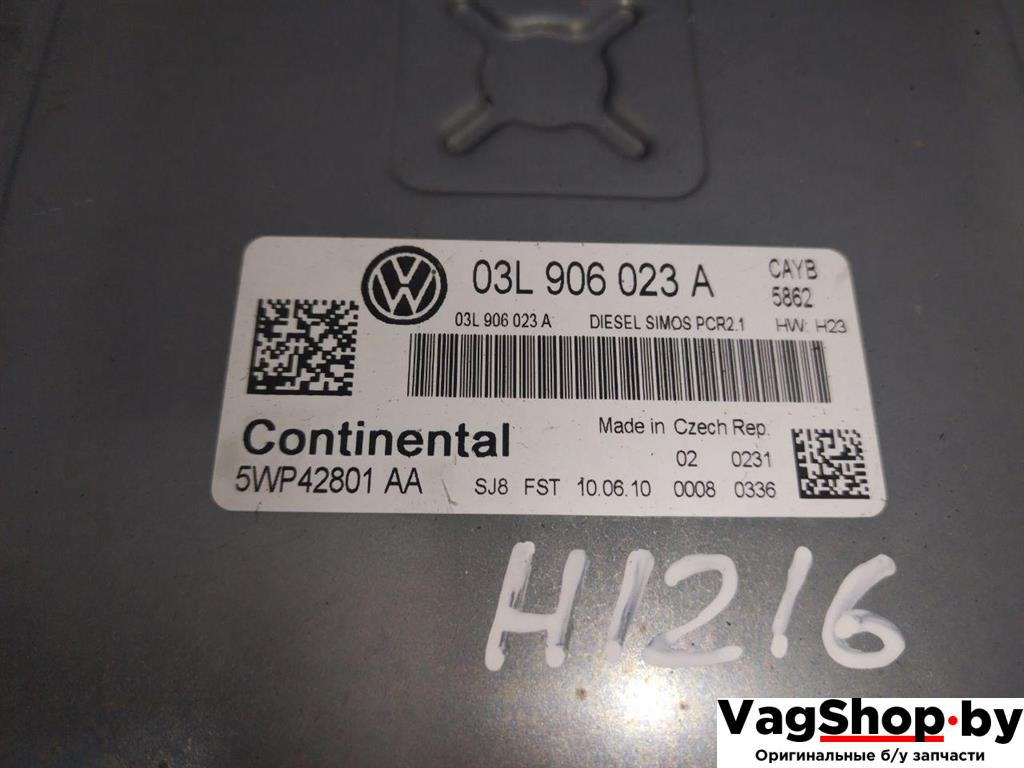 03L 906 023 A CAYB
5862
03L 906 023 A DIESEL SIMOS PCR2.1 HW: H23
Continental Made in Czech Rep.
02 0231
5WP42801 AA SJ8 FST 10.06.10 0008 0336
H1216
VagShop.by
Оригинальные б/у запчасти